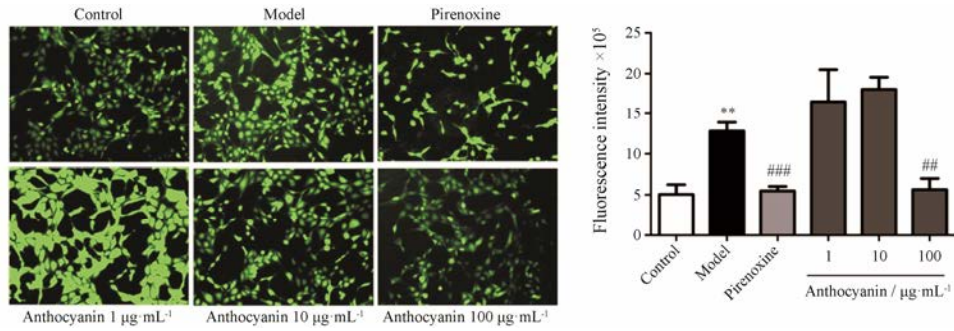 Control Model Pirenoxine
Anthocyanin 1 μg·mL⁻¹ Anthocyanin 10 μg·mL⁻¹ Anthocyanin 100 μg·mL⁻¹
Fluorescence intensity ×10⁵
25
20
15
10
5
0
**
###
##
Control
Model
Pirenoxine
1 10 100
Anthocyanin / μg·mL⁻¹